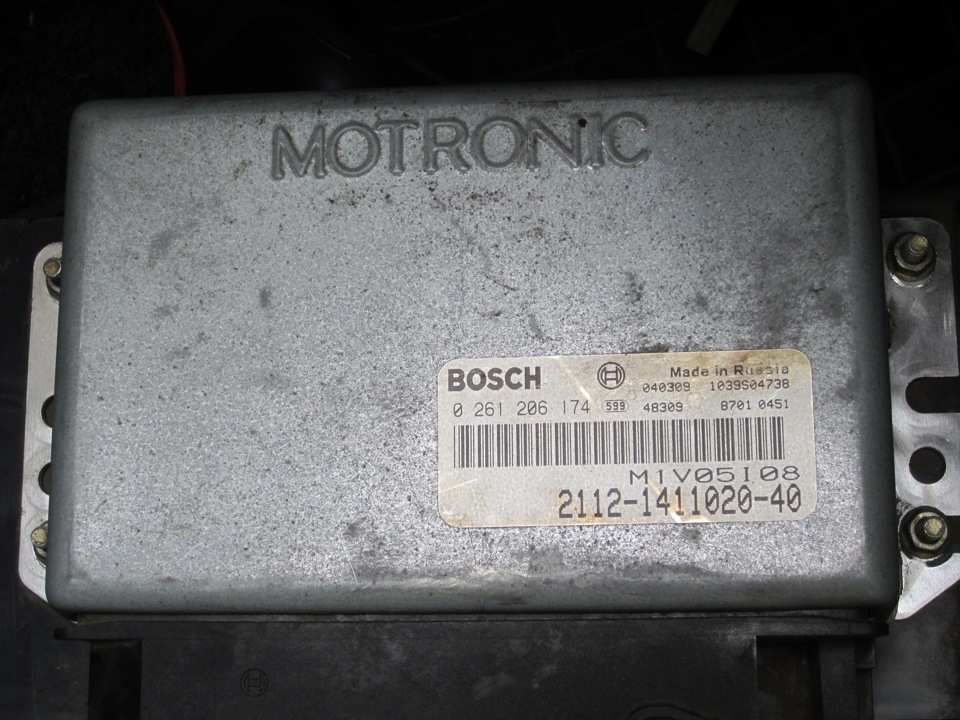 MOTRONIC
BOSCH Made in Russia
040309 1039S04738
0 261 206 174 599 48309 8701 0451
M1V05I08
2112-1411020-40